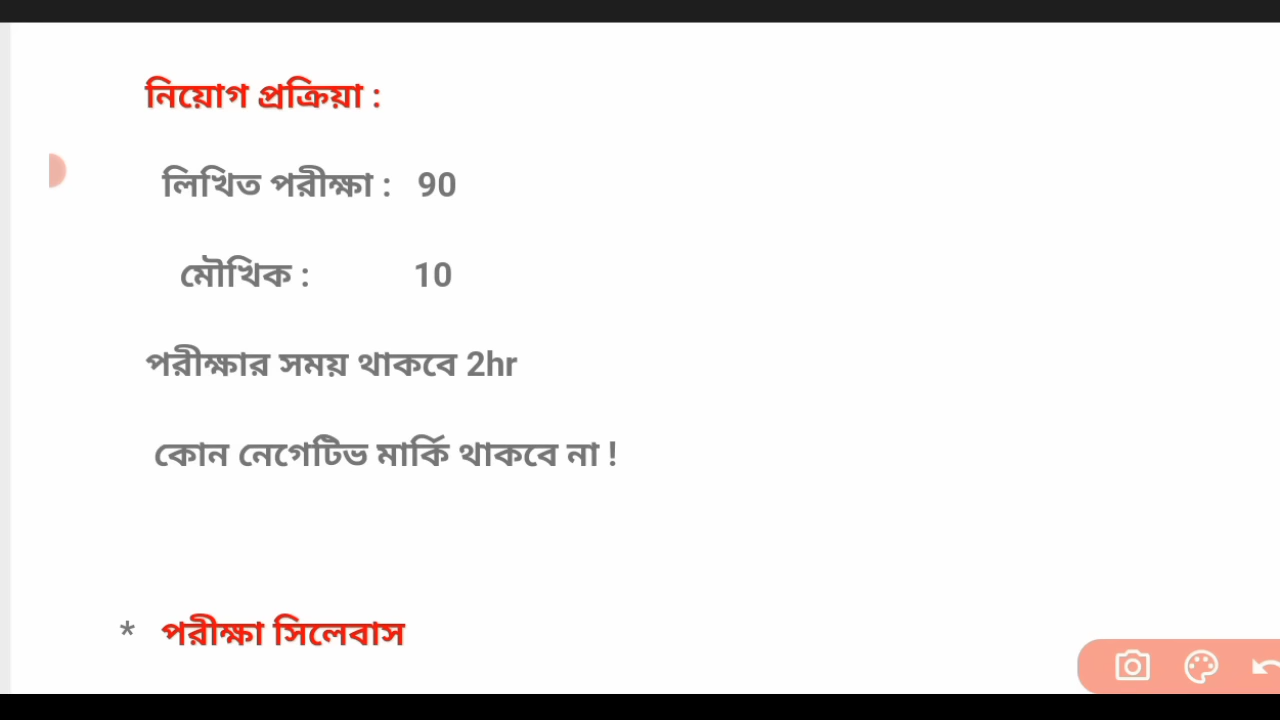 নিয়োগ প্রক্রিয়া :
লিখিত পরীক্ষা : 90
মৌখিক : 10
পরীক্ষার সময় থাকবে 2hr
কোন নেগেটিভ মার্কি থাকবে না !
* পরীক্ষা সিলেবাস